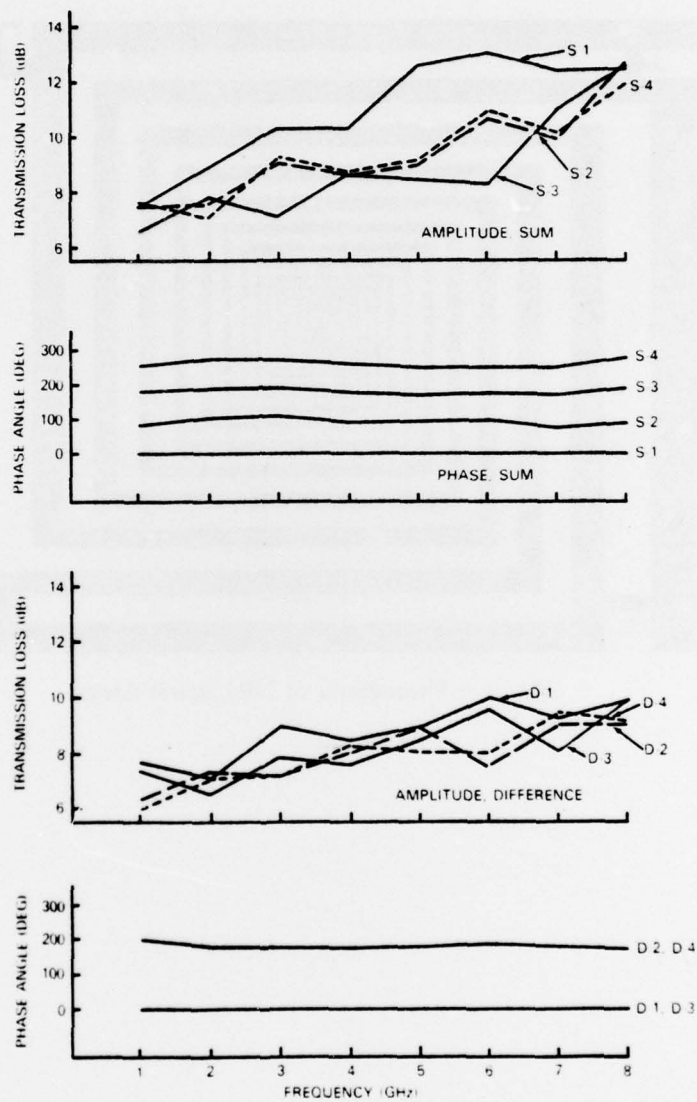 14
12
10
8
6
TRANSMISSION LOSS (dB)
S 1
S 4
S 2
S 3
AMPLITUDE, SUM
300
200
100
0
PHASE ANGLE (DEG)
S 4
S 3
S 2
S 1
PHASE, SUM
14
12
10
8
6
TRANSMISSION LOSS (dB)
D 1
D 4
D 2
D 3
AMPLITUDE, DIFFERENCE
300
200
100
0
PHASE ANGLE (DEG)
D 2, D 4
D 1, D 3
1 2 3 4 5 6 7 8
FREQUENCY (GHz)